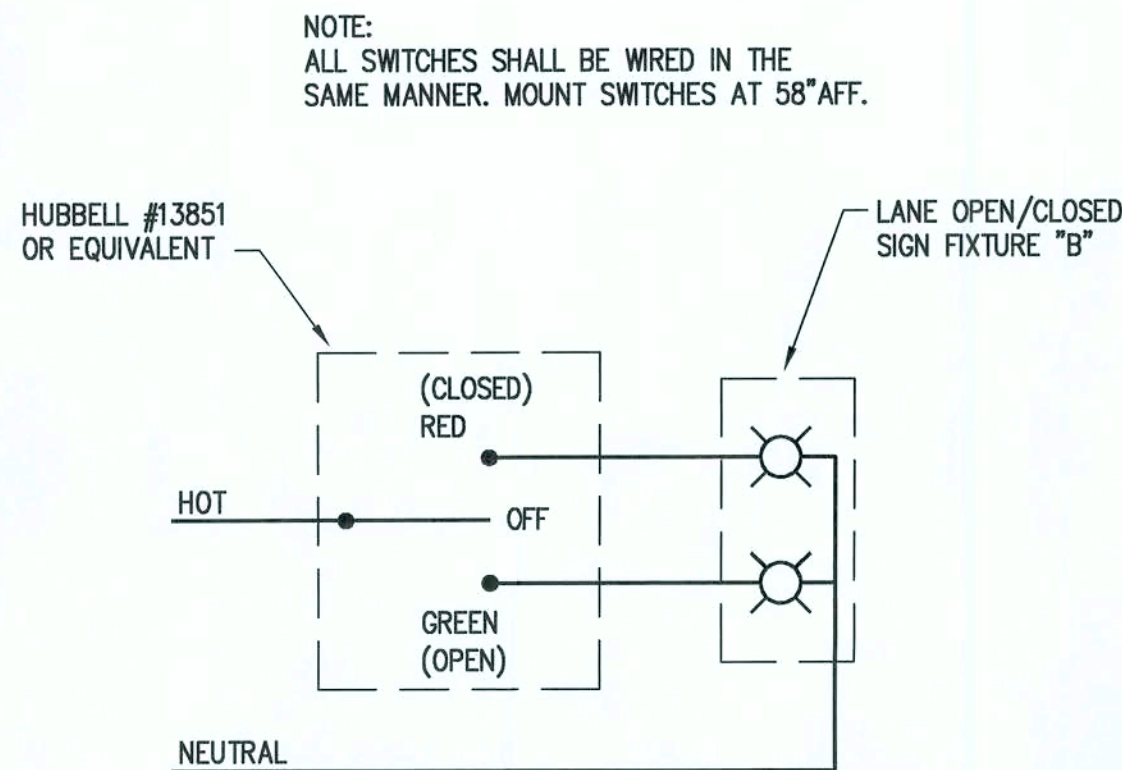 NOTE:
ALL SWITCHES SHALL BE WIRED IN THE
SAME MANNER. MOUNT SWITCHES AT 58"AFF.
HUBBELL #13851
OR EQUIVALENT
LANE OPEN/CLOSED
SIGN FIXTURE "B"
(CLOSED)
RED
HOT
OFF
GREEN
(OPEN)
NEUTRAL